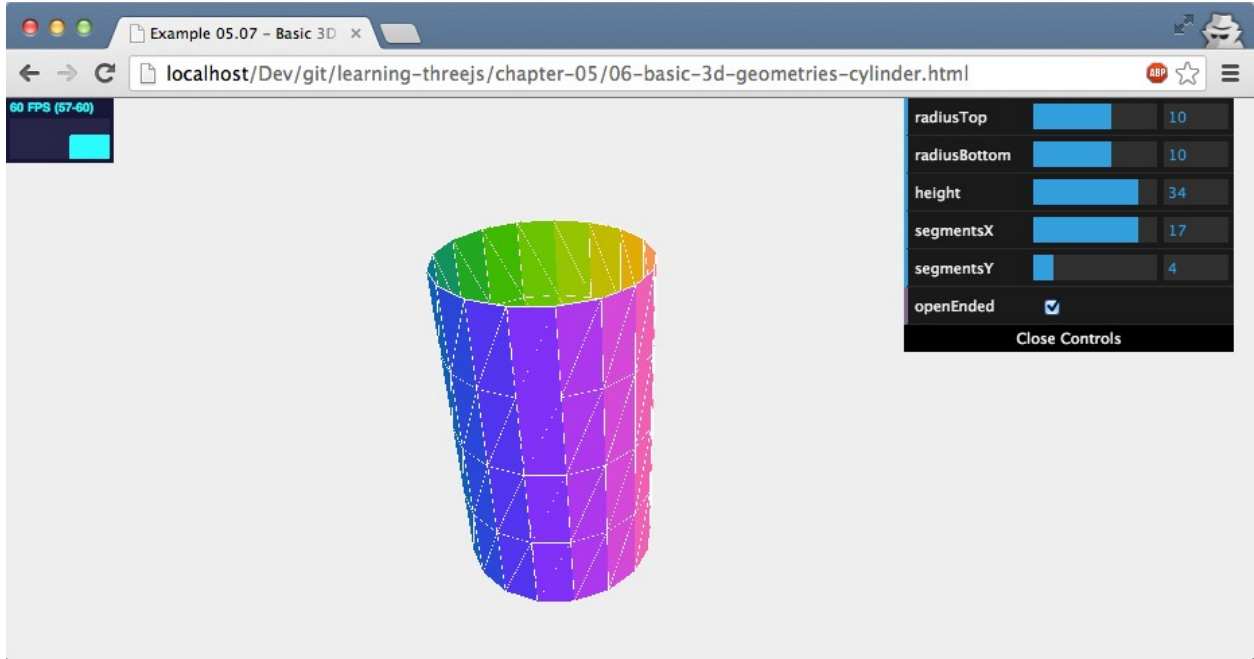 Example 05.07 – Basic 3D
localhost/Dev/git/learning-threejs/chapter-05/06-basic-3d-geometries-cylinder.html
ABP
60 FPS (57-60)
radiusTop 10
radiusBottom 10
height 34
segmentsX 17
segmentsY 4
openEnded
Close Controls